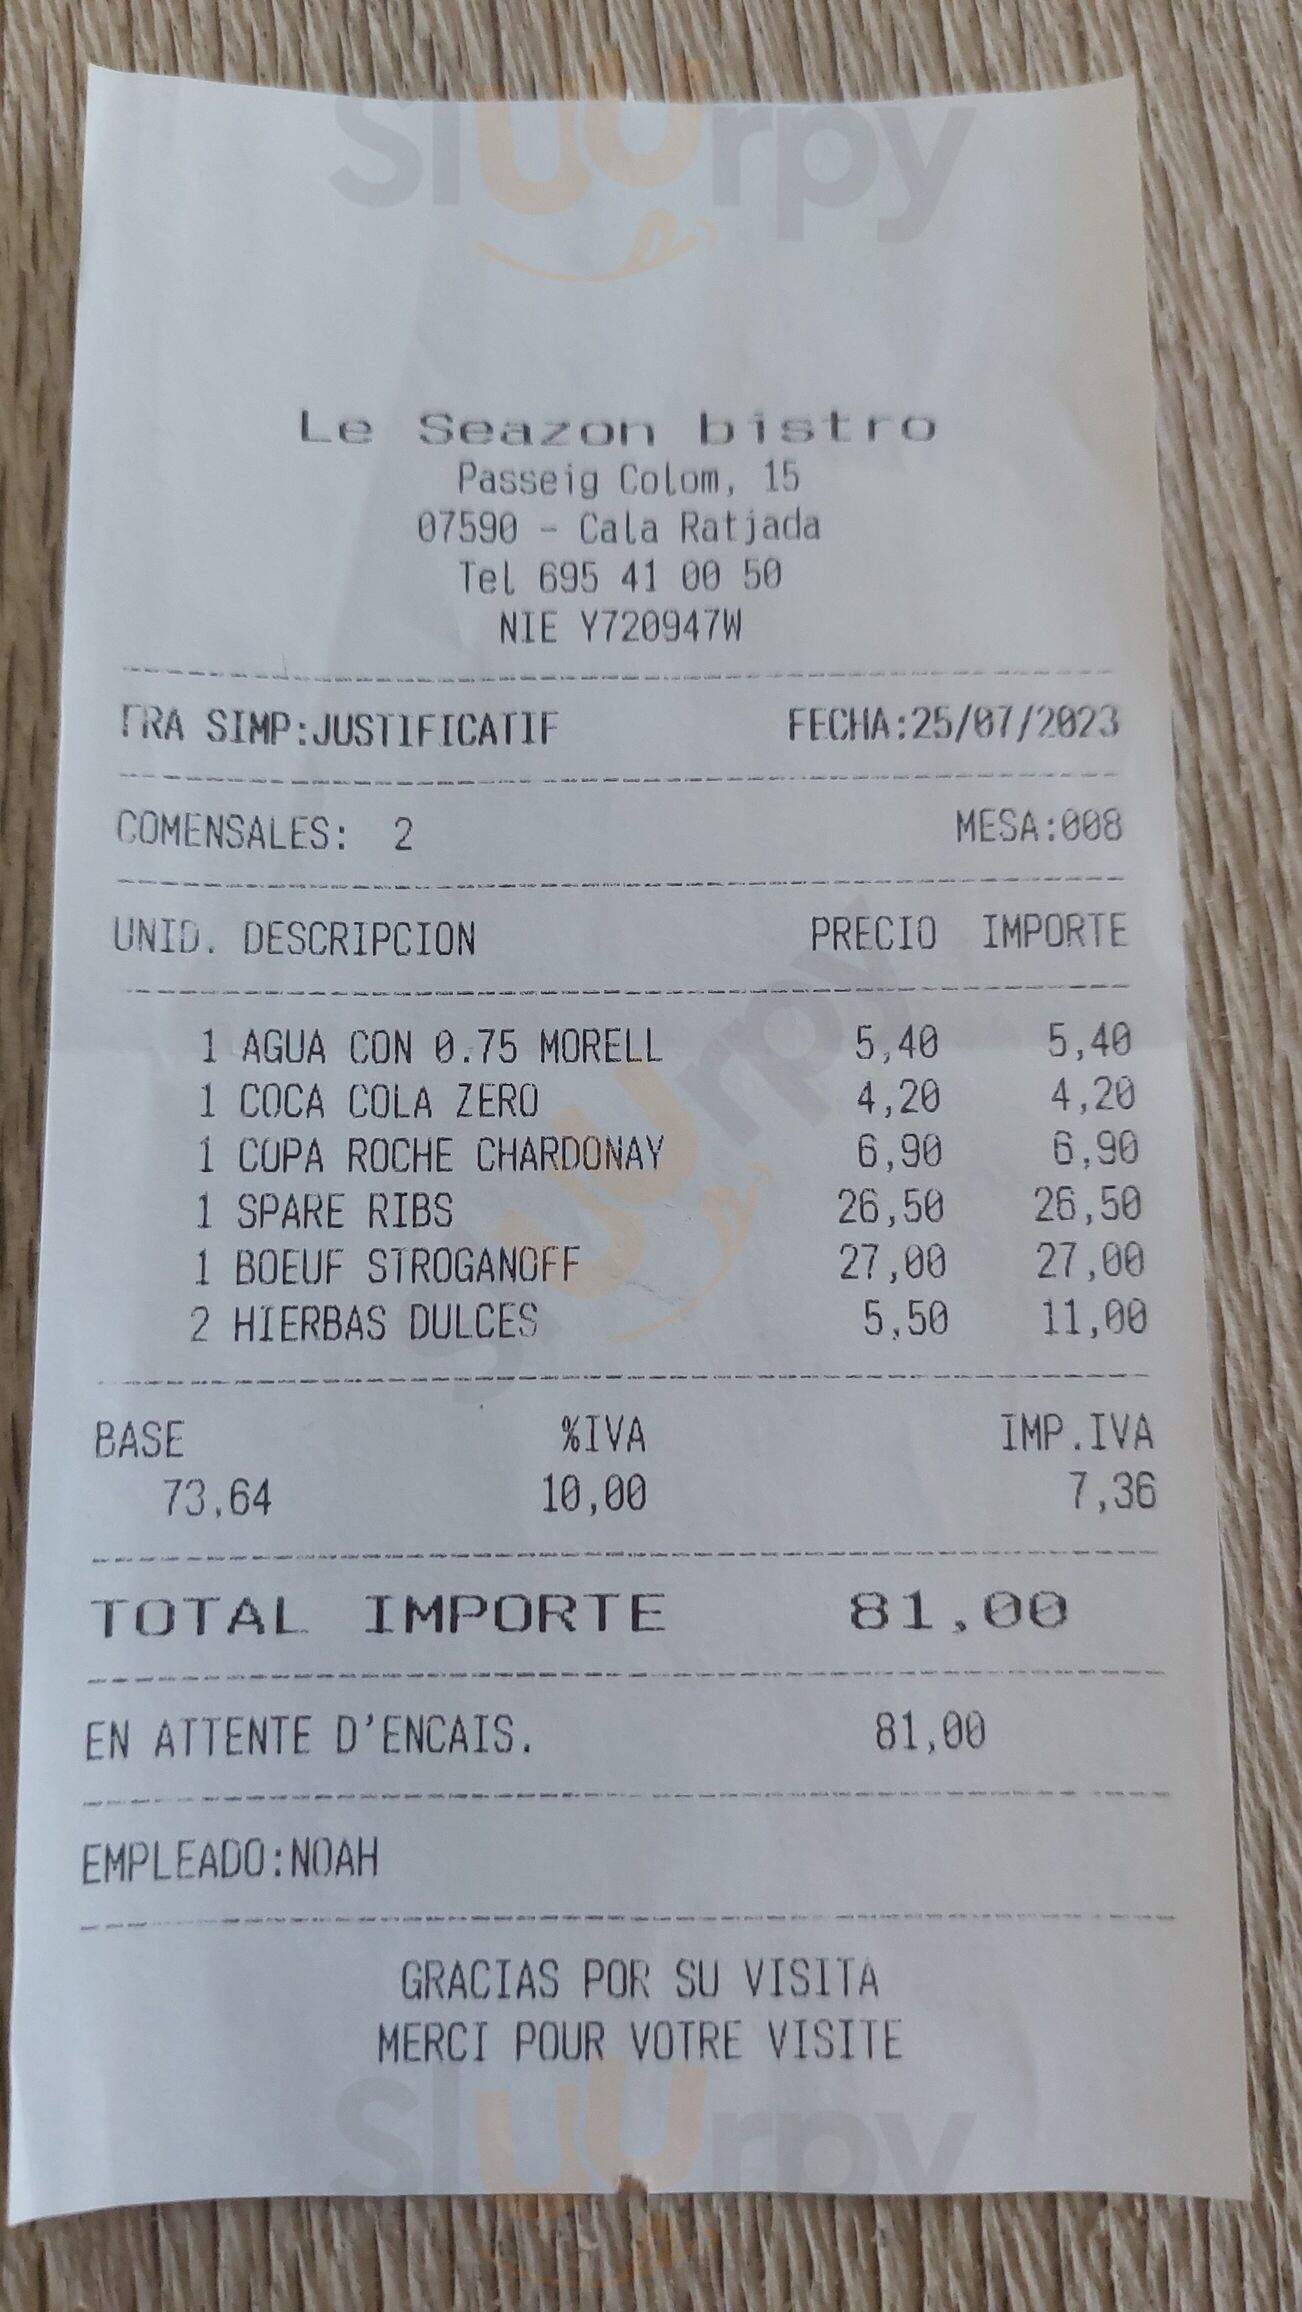 Sluurpy
Le Seazon bistro
Passeig Colom, 15
07590 - Cala Ratjada
Tel 695 41 00 50
NIE Y720947W
FRA SIMP:JUSTIFICATIF FECHA:25/07/2023
COMENSALES: 2 MESA:008
UNID. DESCRIPCION PRECIO IMPORTE
1 AGUA CON 0.75 MORELL 5,40 5,40
1 COCA COLA ZERO 4,20 4,20
1 COPA ROCHE CHARDONAY 6,90 6,90
1 SPARE RIBS 26,50 26,50
1 BOEUF STROGANOFF 27,00 27,00
2 HIERBAS DULCES 5,50 11,00
Sluurpy
BASE %IVA IMP.IVA
73,64 10,00 7,36
TOTAL IMPORTE 81,00
EN ATTENTE D'ENCAIS. 81,00
EMPLEADO:NOAH
GRACIAS POR SU VISITA
MERCI POUR VOTRE VISITE
Sluurpy